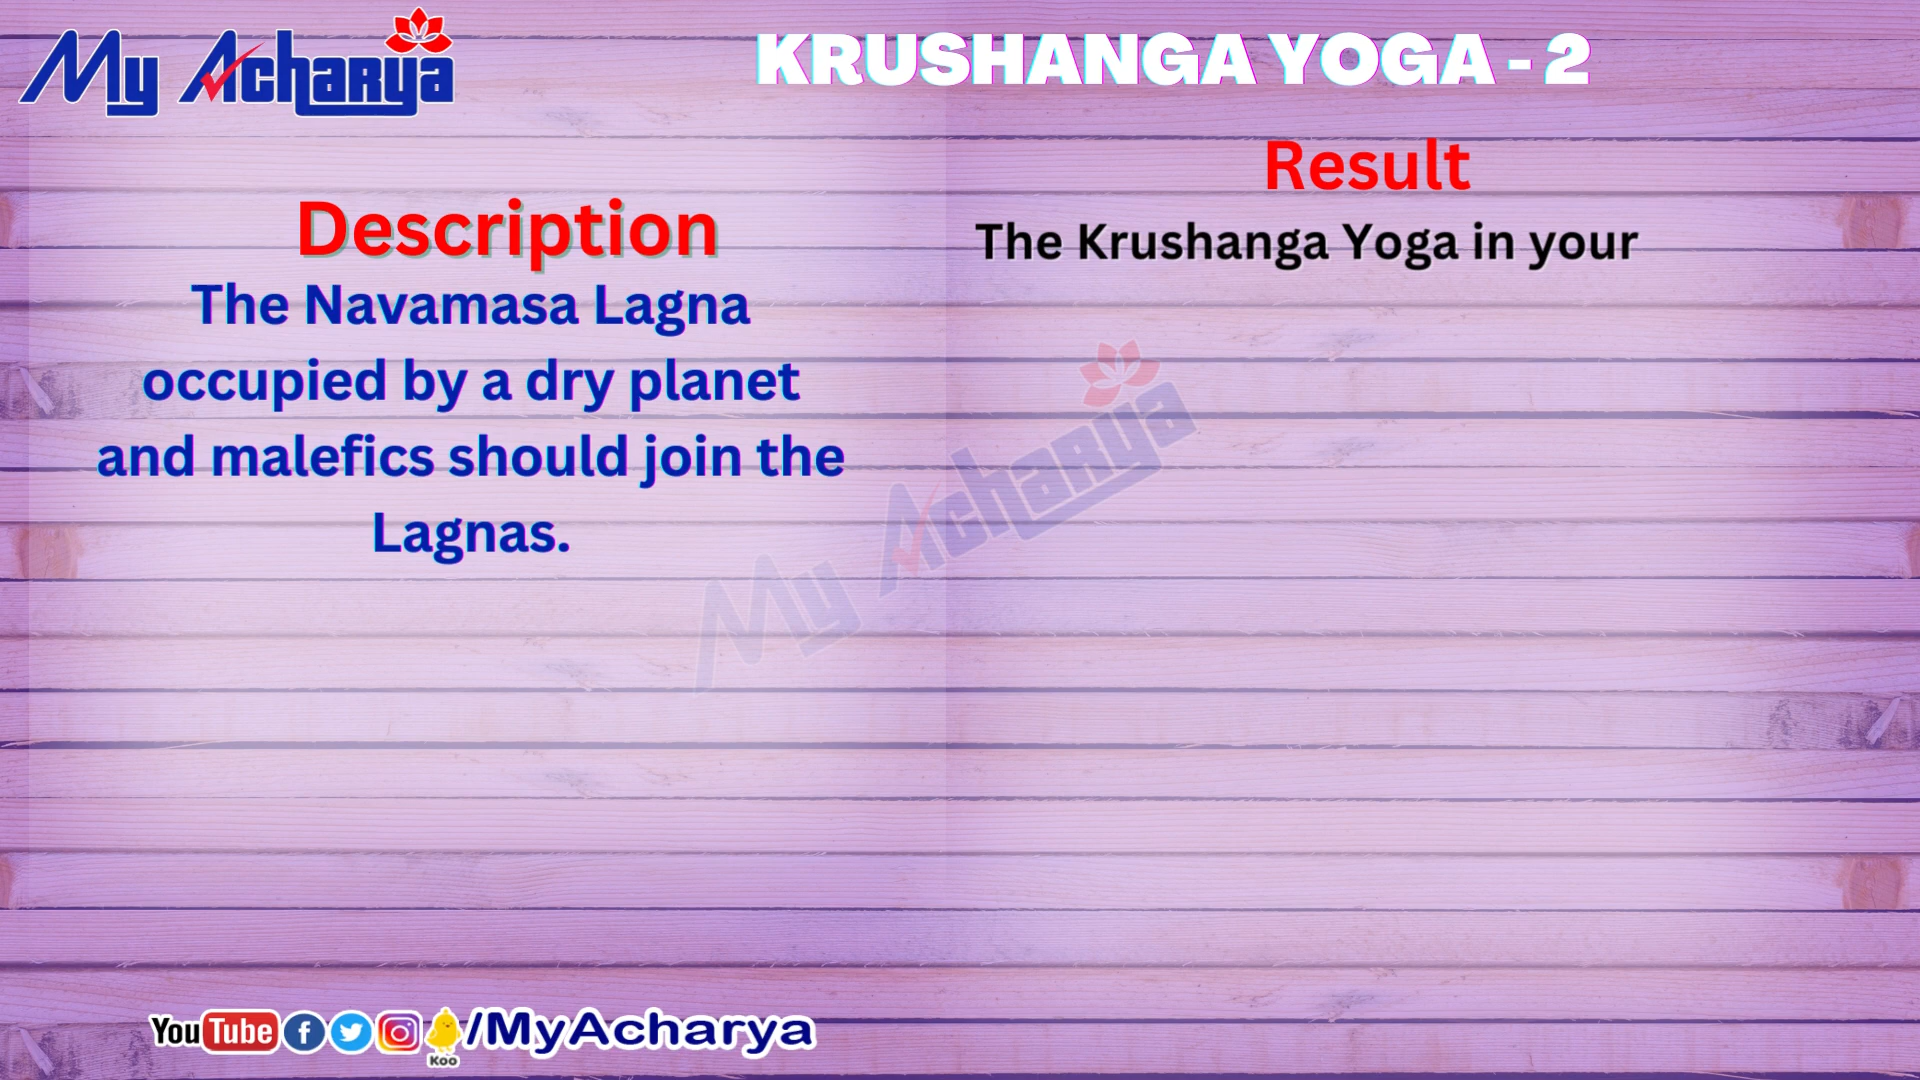 My Acharya
KRUSHANGA YOGA - 2
Description
The Navamasa Lagna
occupied by a dry planet
and malefics should join the
Lagnas.
Result
The Krushanga Yoga in your
My Acharya
YouTube Koo /MyAcharya